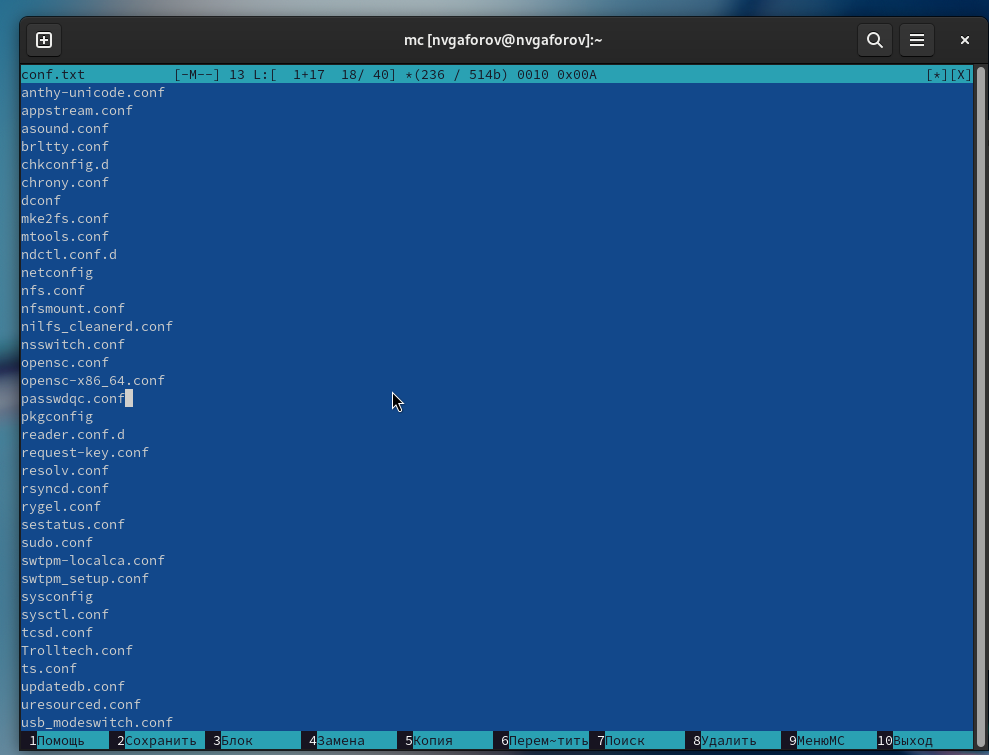 mc [nvgaforov@nvgaforov]:~
conf.txt [-M--] 13 L:[ 1+17 18/ 40] *(236 / 514b) 0010 0x00A [*][X]
anthy-unicode.conf
appstream.conf
asound.conf
brltty.conf
chkconfig.d
chrony.conf
dconf
mke2fs.conf
mtools.conf
ndctl.conf.d
netconfig
nfs.conf
nfsmount.conf
nilfs_cleanerd.conf
nsswitch.conf
opensc.conf
opensc-x86_64.conf
passwdqc.conf
pkgconfig
reader.conf.d
request-key.conf
resolv.conf
rsyncd.conf
rygel.conf
sestatus.conf
sudo.conf
swtpm-localca.conf
swtpm_setup.conf
sysconfig
sysctl.conf
tcsd.conf
Trolltech.conf
ts.conf
updatedb.conf
uresourced.conf
usb_modeswitch.conf
1Помощь 2Сохранить 3Блок 4Замена 5Копия 6Перем~тить 7Поиск 8Удалить 9МенюMC 10Выход